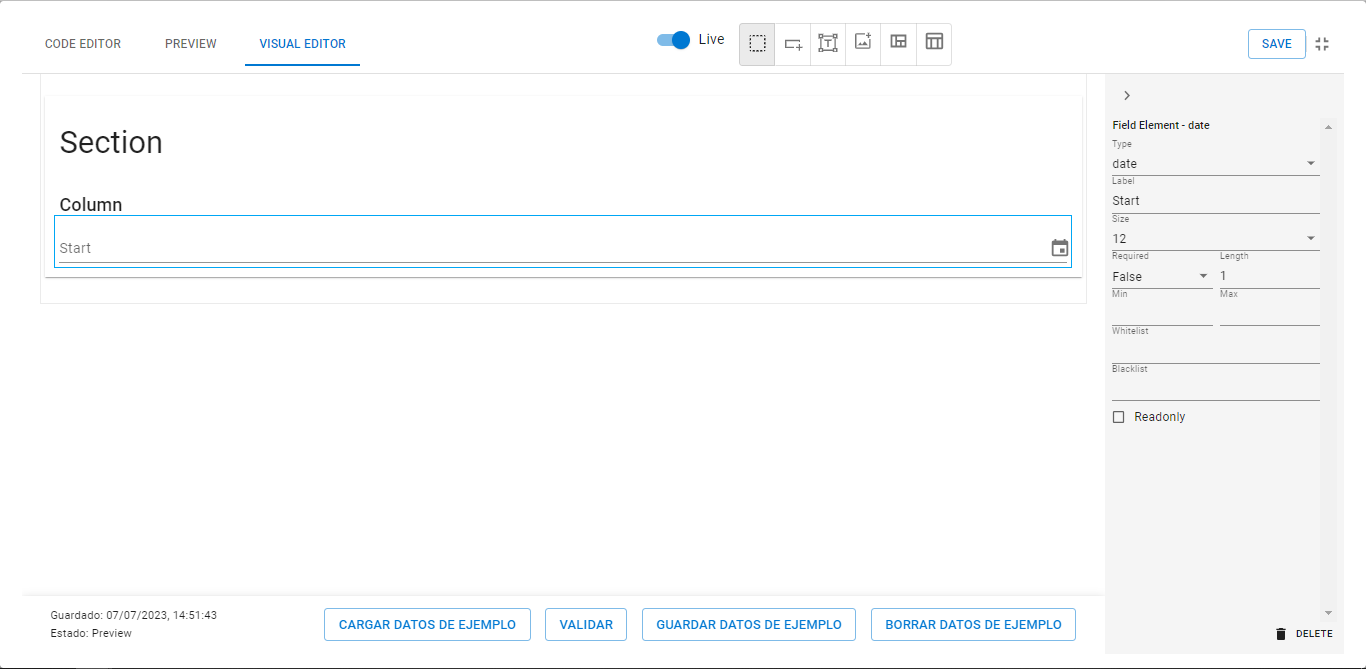 CODE EDITOR
PREVIEW
VISUAL EDITOR
Live
SAVE
Section
Column
Start
Field Element - date
Type
date
Label
Start
Size
12
Required Length
False 1
Min Max
Whitelist
Blacklist
Readonly
DELETE
Guardado: 07/07/2023, 14:51:43
Estado: Preview
CARGAR DATOS DE EJEMPLO
VALIDAR
GUARDAR DATOS DE EJEMPLO
BORRAR DATOS DE EJEMPLO